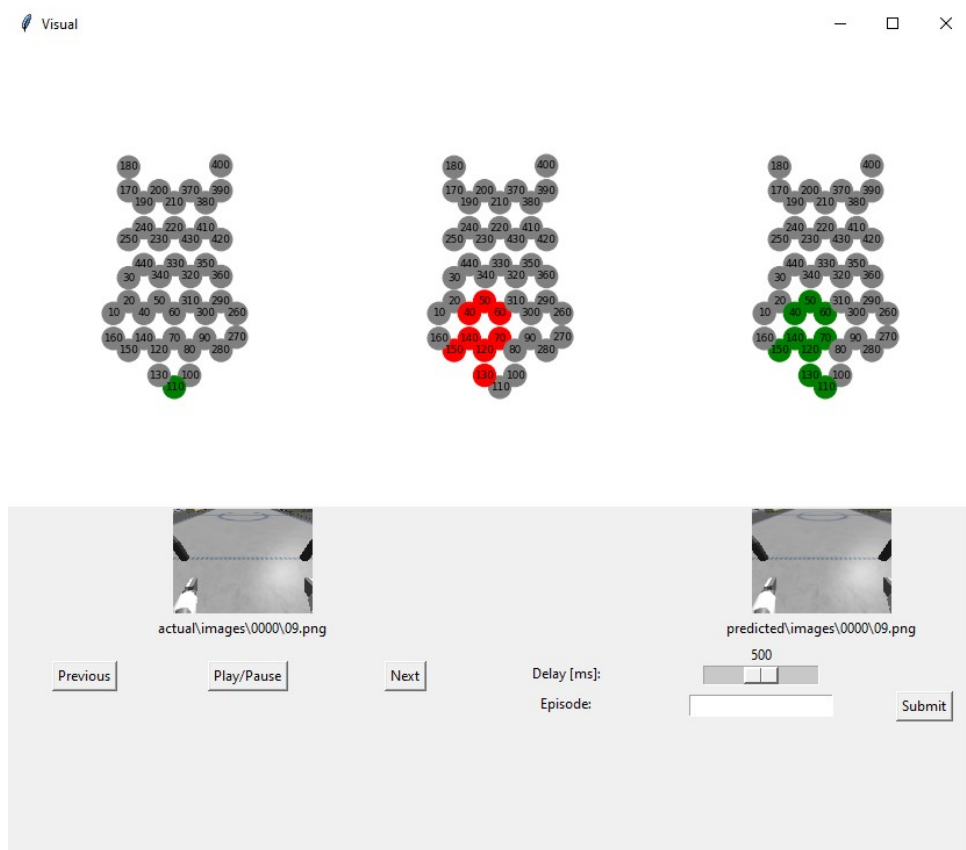 Visual
180 400 180 400 180 400
170 200 370 390 170 200 370 390 170 200 370 390
190 210 380 190 210 380 190 210 380
240 220 410 240 220 410 240 220 410
250 230 430 420 250 230 430 420 250 230 430 420
440 330 350 440 330 350 440 330 350
30 340 320 360 30 340 320 360 30 340 320 360
20 50 310 290 20 50 310 290 20 50 310 290
10 40 60 300 260 10 40 60 300 260 10 40 60 300 260
160 140 70 90 270 160 140 70 90 270 160 140 70 90 270
150 120 80 280 150 120 80 280 150 120 80 280
130 100 130 100 130 100
110 110 110
actual\images\0000\09.png predicted\images\0000\09.png
500
Previous Play/Pause Next Delay [ms]:
Episode: Submit